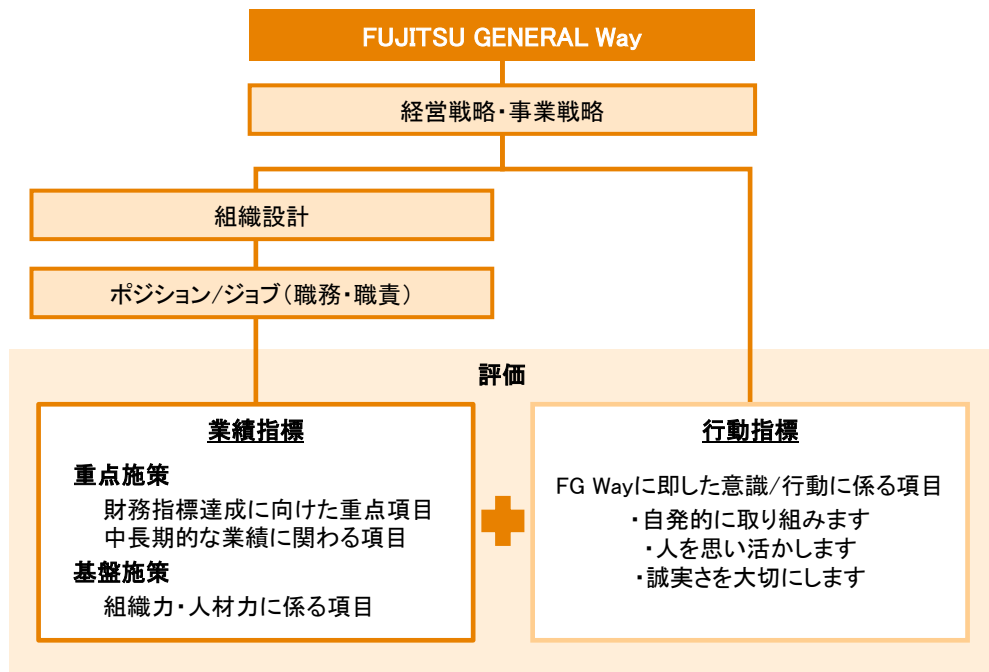 FUJITSU GENERAL Way
経営戦略・事業戦略
組織設計
ポジション/ジョブ(職務・職責)
評価
業績指標
重点施策
財務指標達成に向けた重点項目
中長期的な業績に関わる項目
基盤施策
組織力・人材力に係る項目
行動指標
FG Wayに即した意識/行動に係る項目
・自発的に取り組みます
・人を思い活かします
・誠実さを大切にします